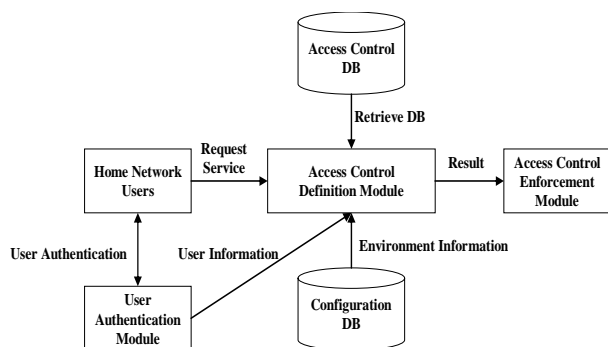 Access Control
DB
Retrieve DB
Request
Service
Home Network
Users
Access Control
Definition Module
Result
Access Control
Enforcement
Module
User Authentication
User Information
Environment Information
User
Authentication
Module
Configuration
DB